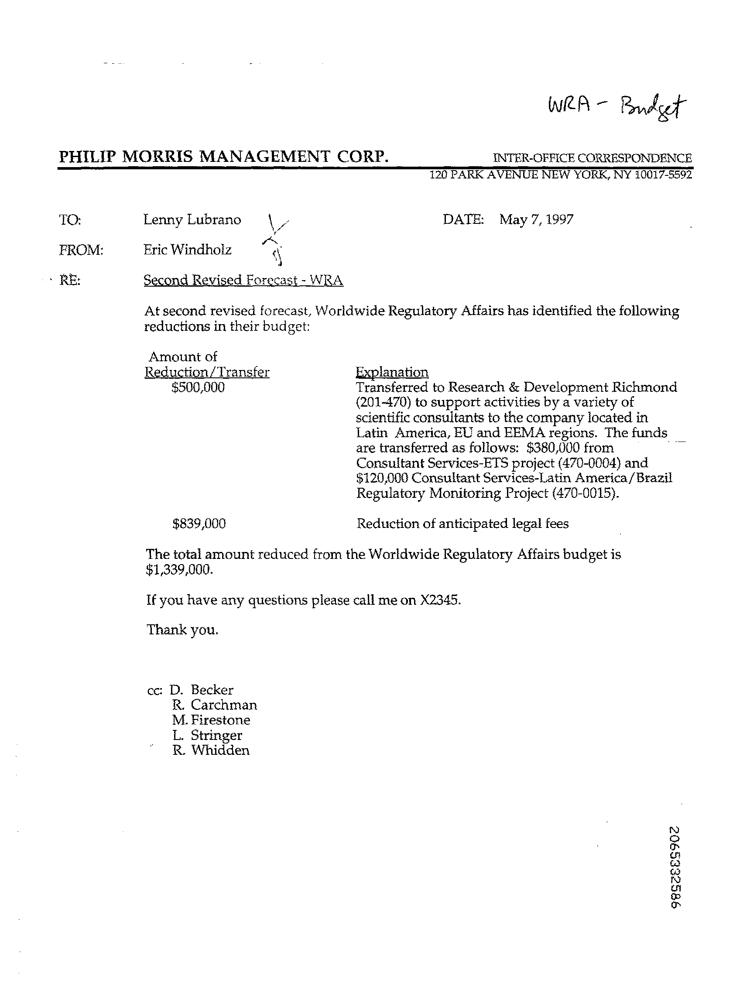 WRA - Budget
PHILIP MORRIS MANAGEMENT CORP. INTER-OFFICE CORRESPONDENCE
120 PARK AVENUE NEW YORK, NY 10017-5592
TO: Lenny Lubrano DATE: May 7, 1997
FROM: Eric Windholz
RE: Second Revised Forecast - WRA
At second revised forecast, Worldwide Regulatory Affairs has identified the following
reductions in their budget:
Amount of
Reduction/Transfer Explanation
$500,000 Transferred to Research & Development Richmond
(201-470) to support activities by a variety of
scientific consultants to the company located in
Latin America, EU and EEMA regions. The funds
are transferred as follows: $380,000 from
Consultant Services-ETS project (470-0004) and
$120,000 Consultant Services-Latin America/Brazil
Regulatory Monitoring Project (470-0015).
$839,000 Reduction of anticipated legal fees
The total amount reduced from the Worldwide Regulatory Affairs budget is
$1,339,000.
If you have any questions please call me on X2345.
Thank you.
cc: D. Becker
R. Carchman
M. Firestone
L. Stringer
R. Whidden
2065332586